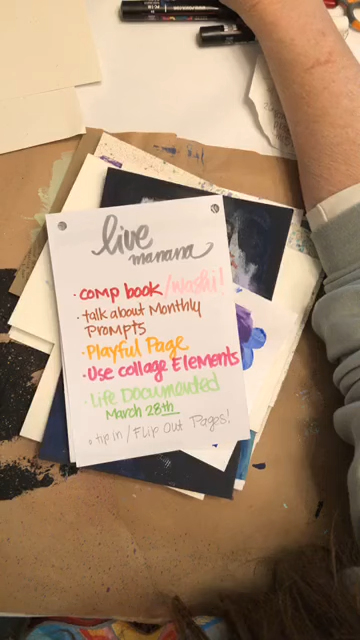 live
manana
• comp book /washi!
• talk about Monthly
Prompts
• Playful Page
• Use collage Elements
• Life Documented
March 28th
• tip in / Flip Out Pages!